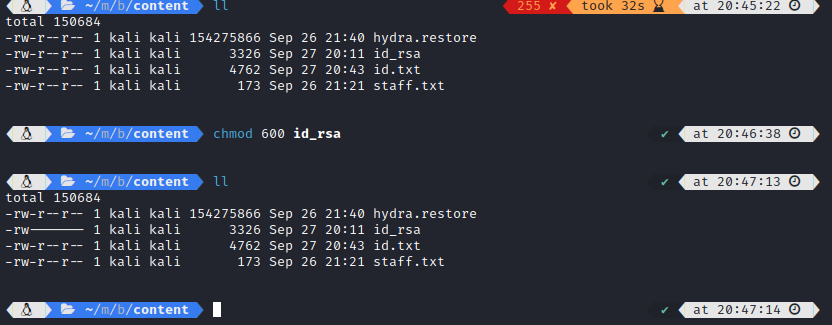 ~/m/b/content ll 255 ✘ took 32s at 20:45:22
total 150684
-rw-r--r-- 1 kali kali 154275866 Sep 26 21:40 hydra.restore
-rw-r--r-- 1 kali kali 3326 Sep 27 20:11 id_rsa
-rw-r--r-- 1 kali kali 4762 Sep 27 20:43 id.txt
-rw-r--r-- 1 kali kali 173 Sep 26 21:21 staff.txt
~/m/b/content chmod 600 id_rsa ✔ at 20:46:38
~/m/b/content ll ✔ at 20:47:13
total 150684
-rw-r--r-- 1 kali kali 154275866 Sep 26 21:40 hydra.restore
-rw------- 1 kali kali 3326 Sep 27 20:11 id_rsa
-rw-r--r-- 1 kali kali 4762 Sep 27 20:43 id.txt
-rw-r--r-- 1 kali kali 173 Sep 26 21:21 staff.txt
~/m/b/content ✔ at 20:47:14